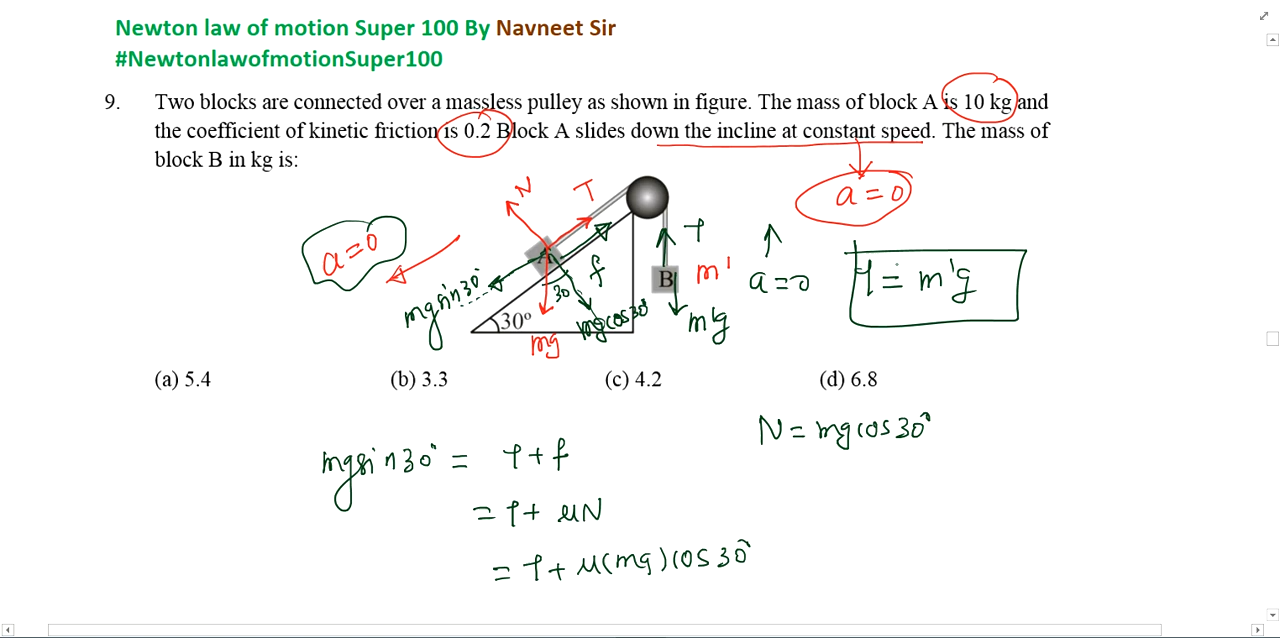 Newton law of motion Super 100 By Navneet Sir
#NewtonlawofmotionSuper100
9. Two blocks are connected over a massless pulley as shown in figure. The mass of block A is 10 kg and
the coefficient of kinetic friction is 0.2 Block A slides down the incline at constant speed. The mass of
block B in kg is:
N
T
a=0
a=0
T
a=0
T = m'g
A
f
B
m'
mgsin30°
30
mgcos30°
m'g
30°
mg
(a) 5.4 (b) 3.3 (c) 4.2 (d) 6.8
N = mgcos30°
mgsin30° = T+f
= T+ μN
= T+ μ(mg)cos30°